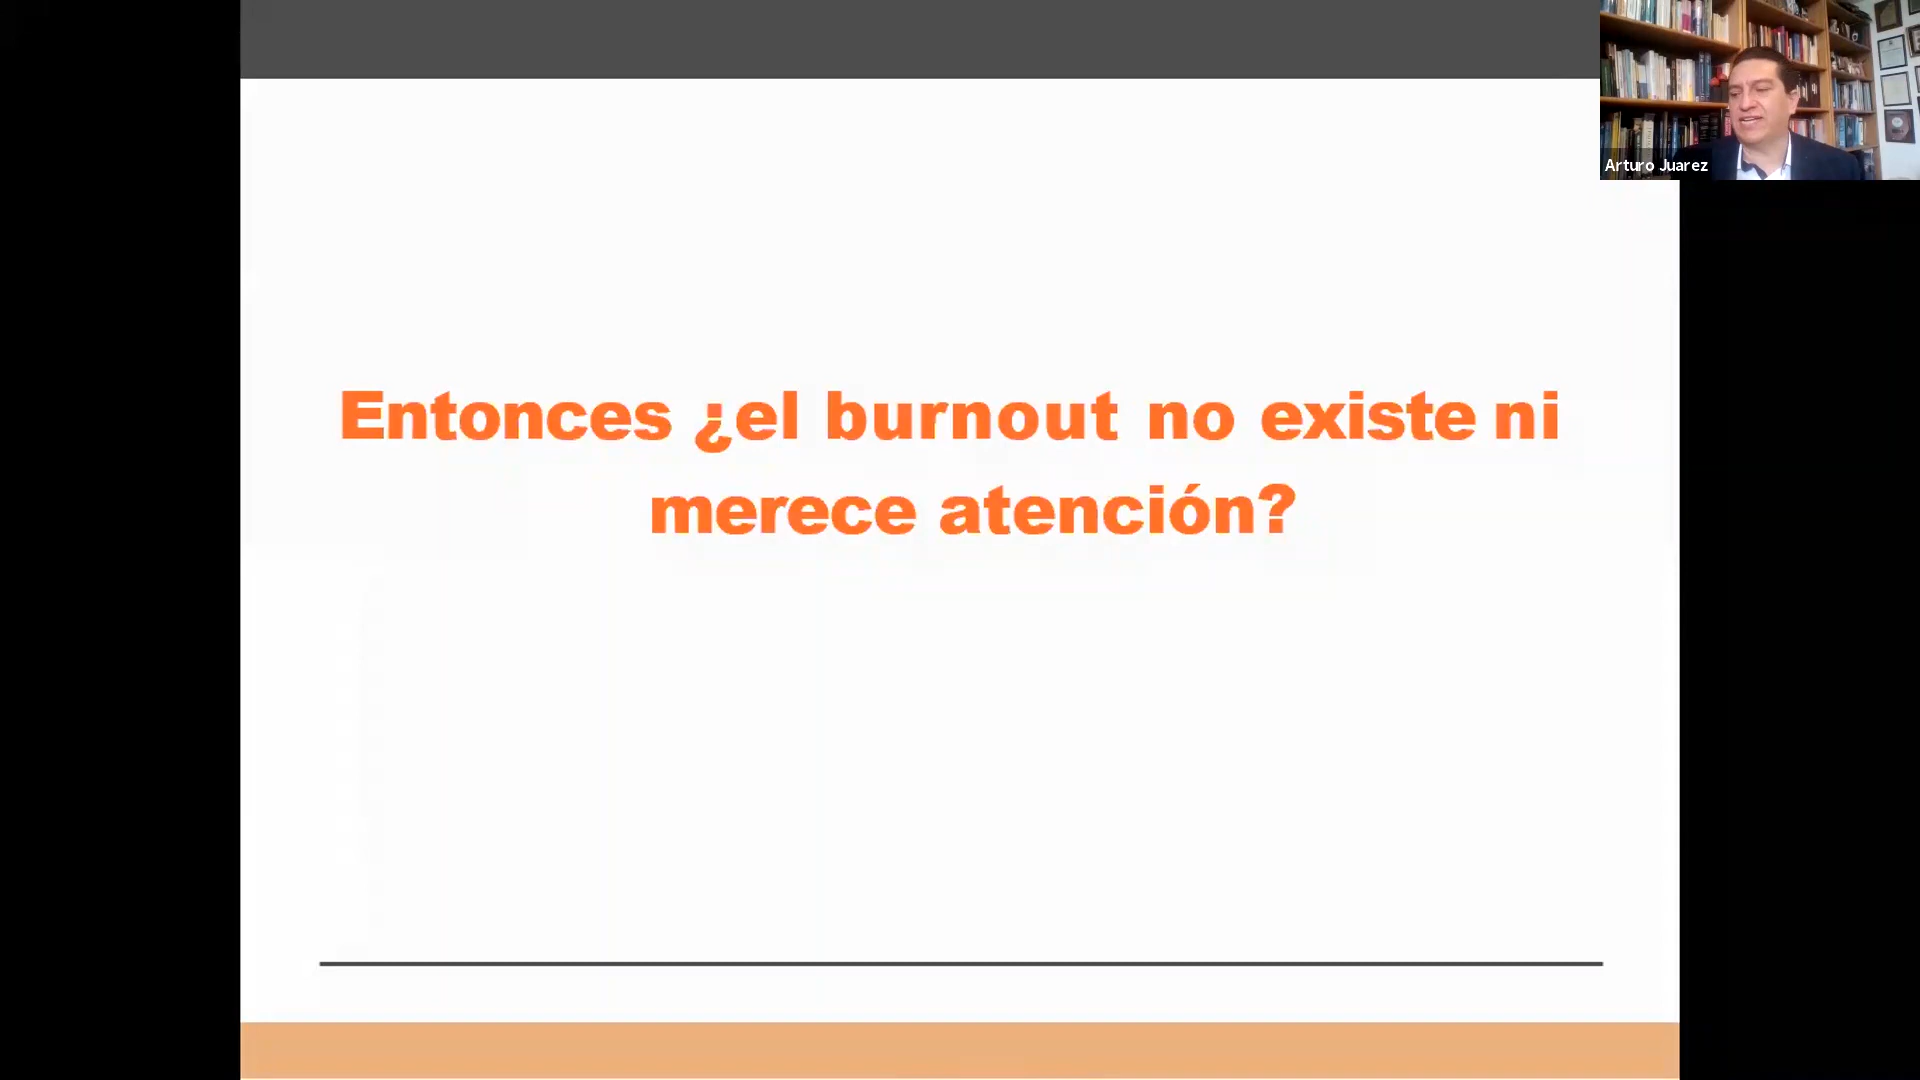 Entonces ¿el burnout no existe ni
merece atención?
Arturo Juarez